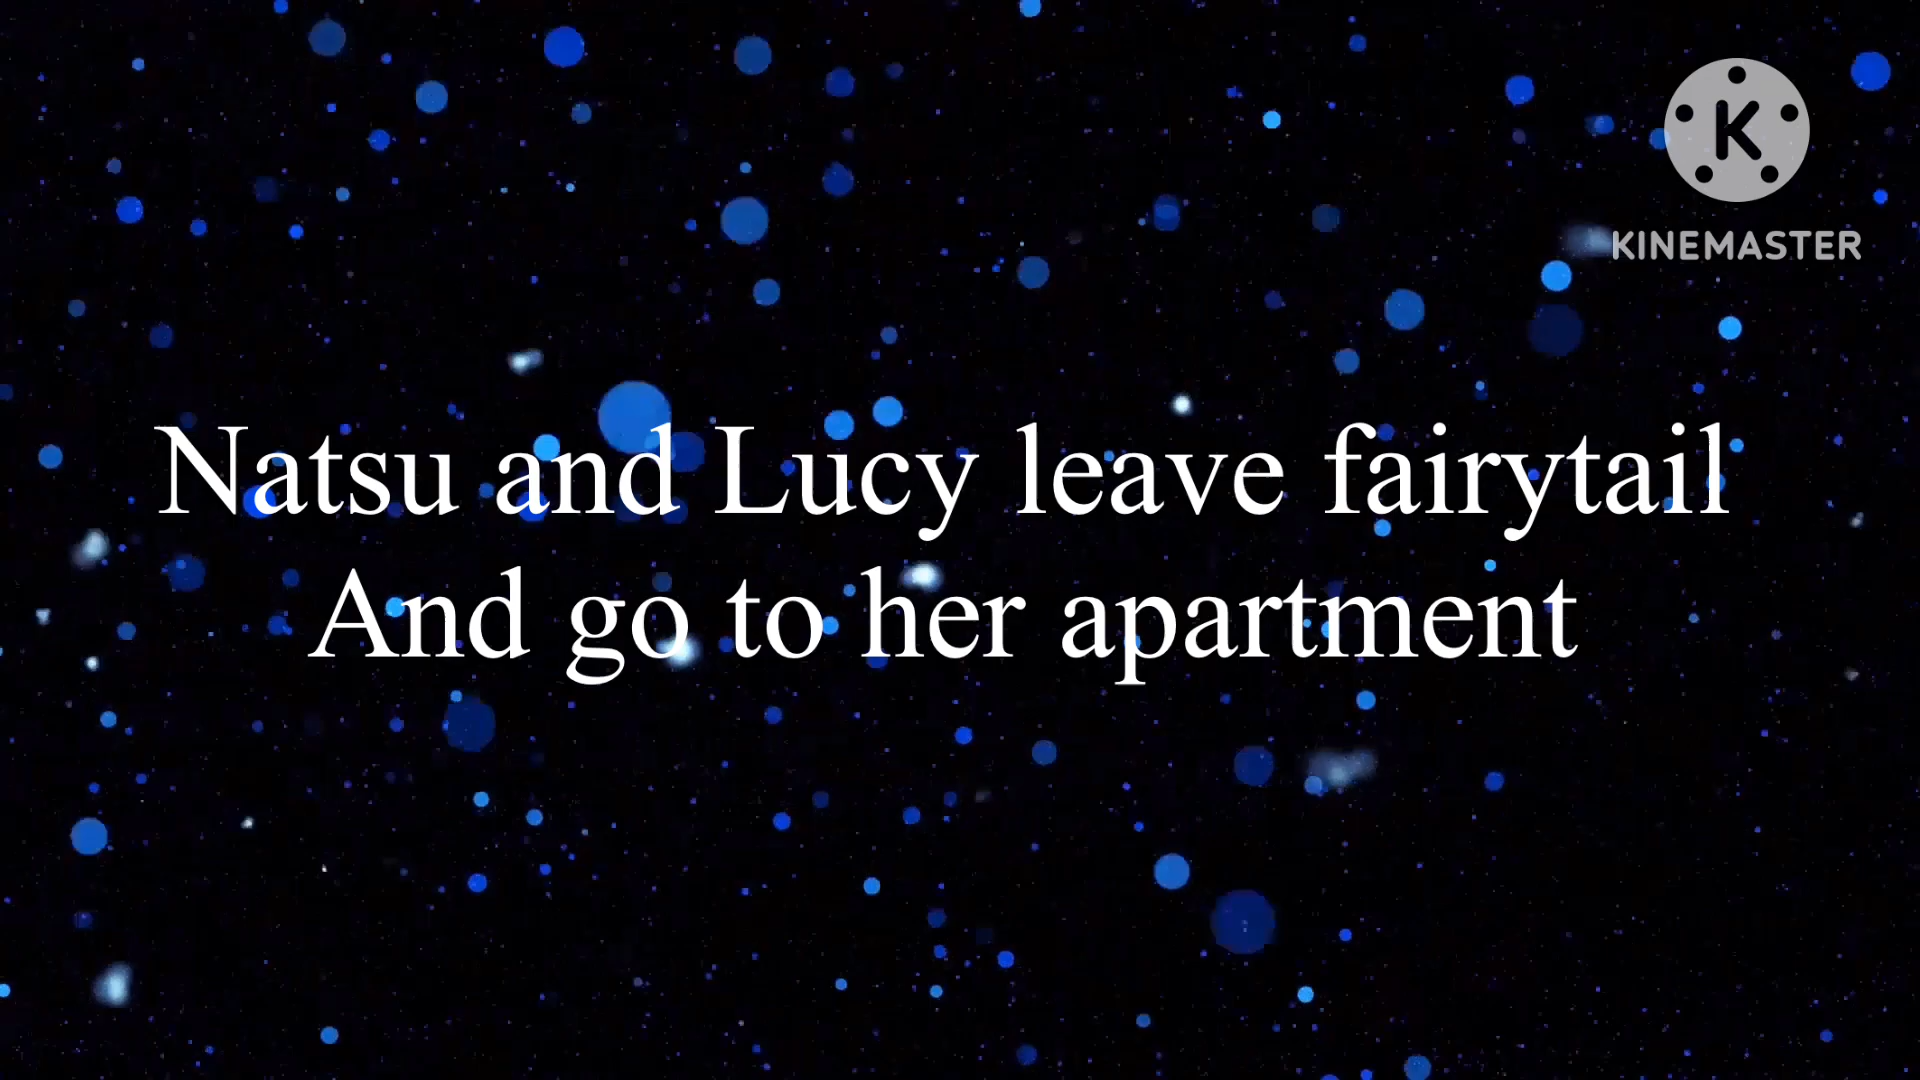 K
KINEMASTER
Natsu and Lucy leave fairytail
And go to her apartment